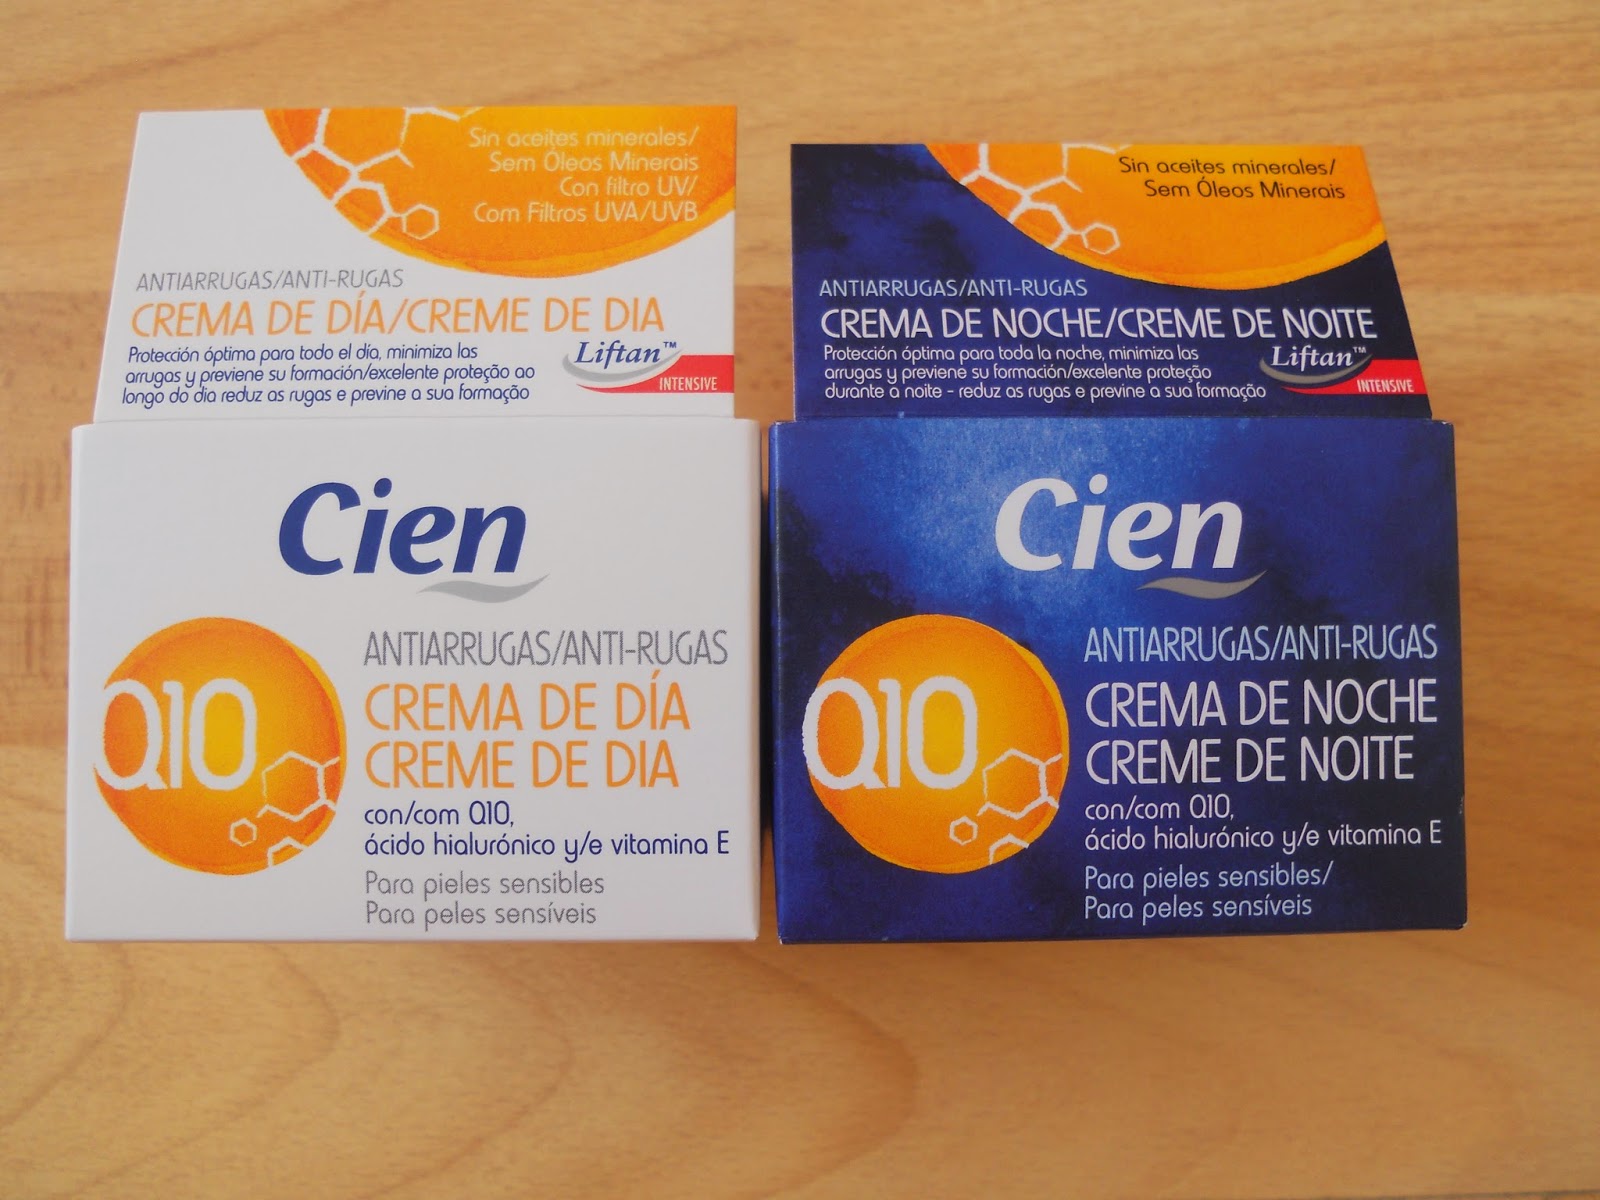 Sin aceites minerales/
Sem Óleos Minerais
Con filtro UV/
Com Filtros UVA/UVB
ANTIARRUGAS/ANTI-RUGAS
CREMA DE DÍA/CREME DE DIA
Protección óptima para todo el día, minimiza las
arrugas y previene su formación/excelente proteção ao
longo do dia reduz as rugas e previne a sua formação
Liftan™
INTENSIVE
Cien
Q10
ANTIARRUGAS/ANTI-RUGAS
CREMA DE DÍA
CREME DE DIA
con/com Q10,
ácido hialurónico y/e vitamina E
Para pieles sensibles
Para peles sensíveis
Sin aceites minerales/
Sem Óleos Minerais
ANTIARRUGAS/ANTI-RUGAS
CREMA DE NOCHE/CREME DE NOITE
Protección óptima para toda la noche, minimiza las
arrugas y previene su formación/excelente proteção
durante a noite - reduz as rugas e previne a sua formação
Liftan™
INTENSIVE
Cien
Q10
ANTIARRUGAS/ANTI-RUGAS
CREMA DE NOCHE
CREME DE NOITE
con/com Q10,
ácido hialurónico y/e vitamina E
Para pieles sensibles/
Para peles sensíveis